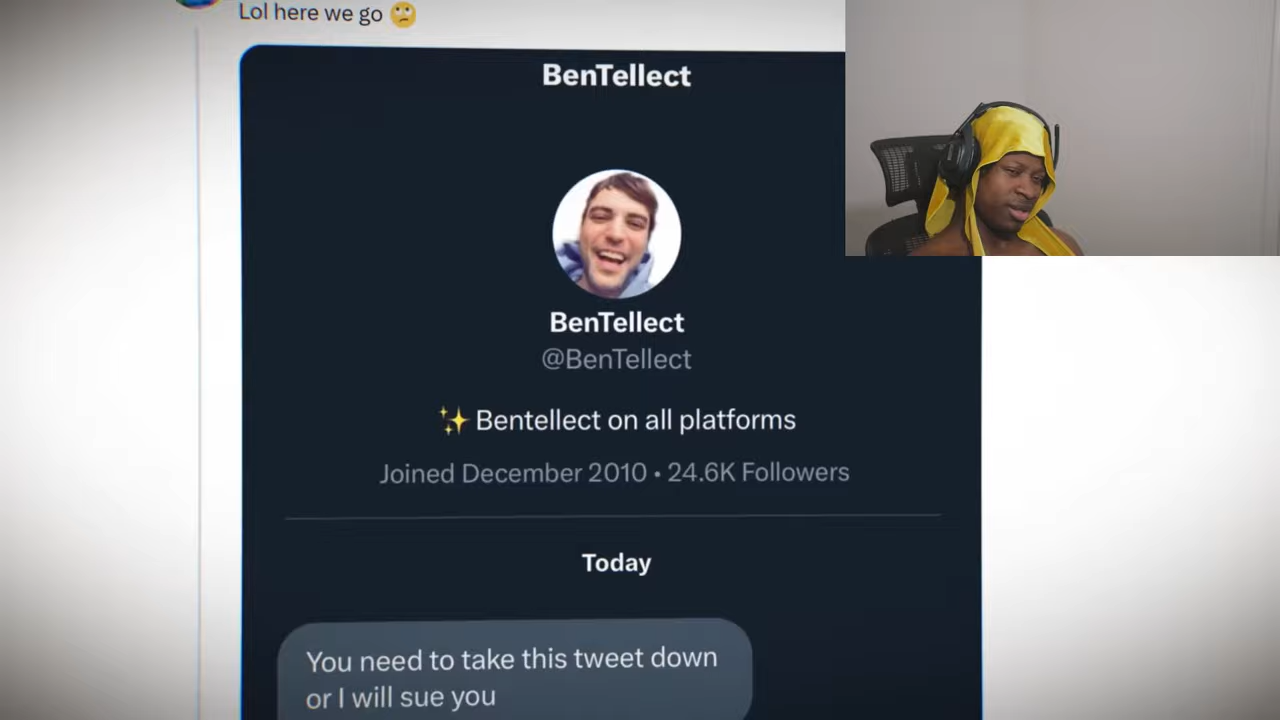 Lol here we go 🙄
BenTellect
BenTellect
@BenTellect
✨ Bentellect on all platforms
Joined December 2010 • 24.6K Followers
Today
You need to take this tweet down
or I will sue you